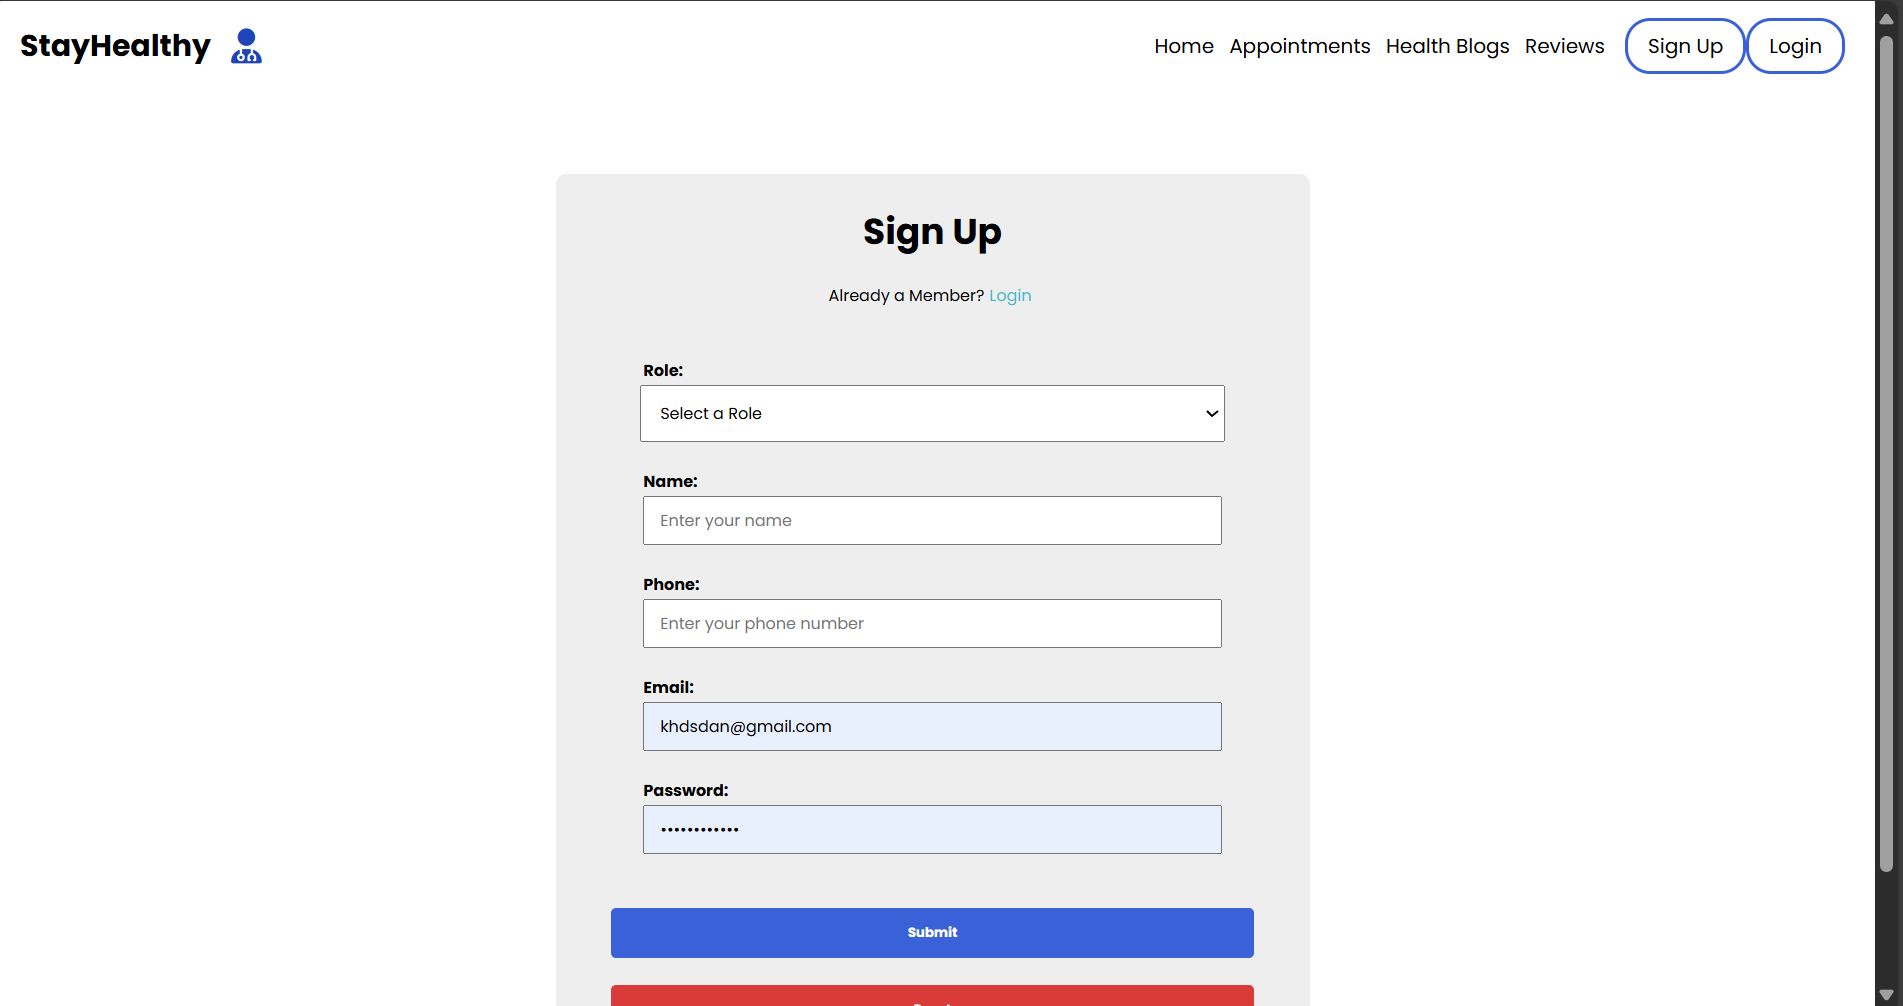 StayHealthy
Home Appointments Health Blogs Reviews Sign Up Login
Sign Up
Already a Member? Login
Role:
Select a Role
Name:
Enter your name
Phone:
Enter your phone number
Email:
khdsdan@gmail.com
Password:
••••••••••••
Submit